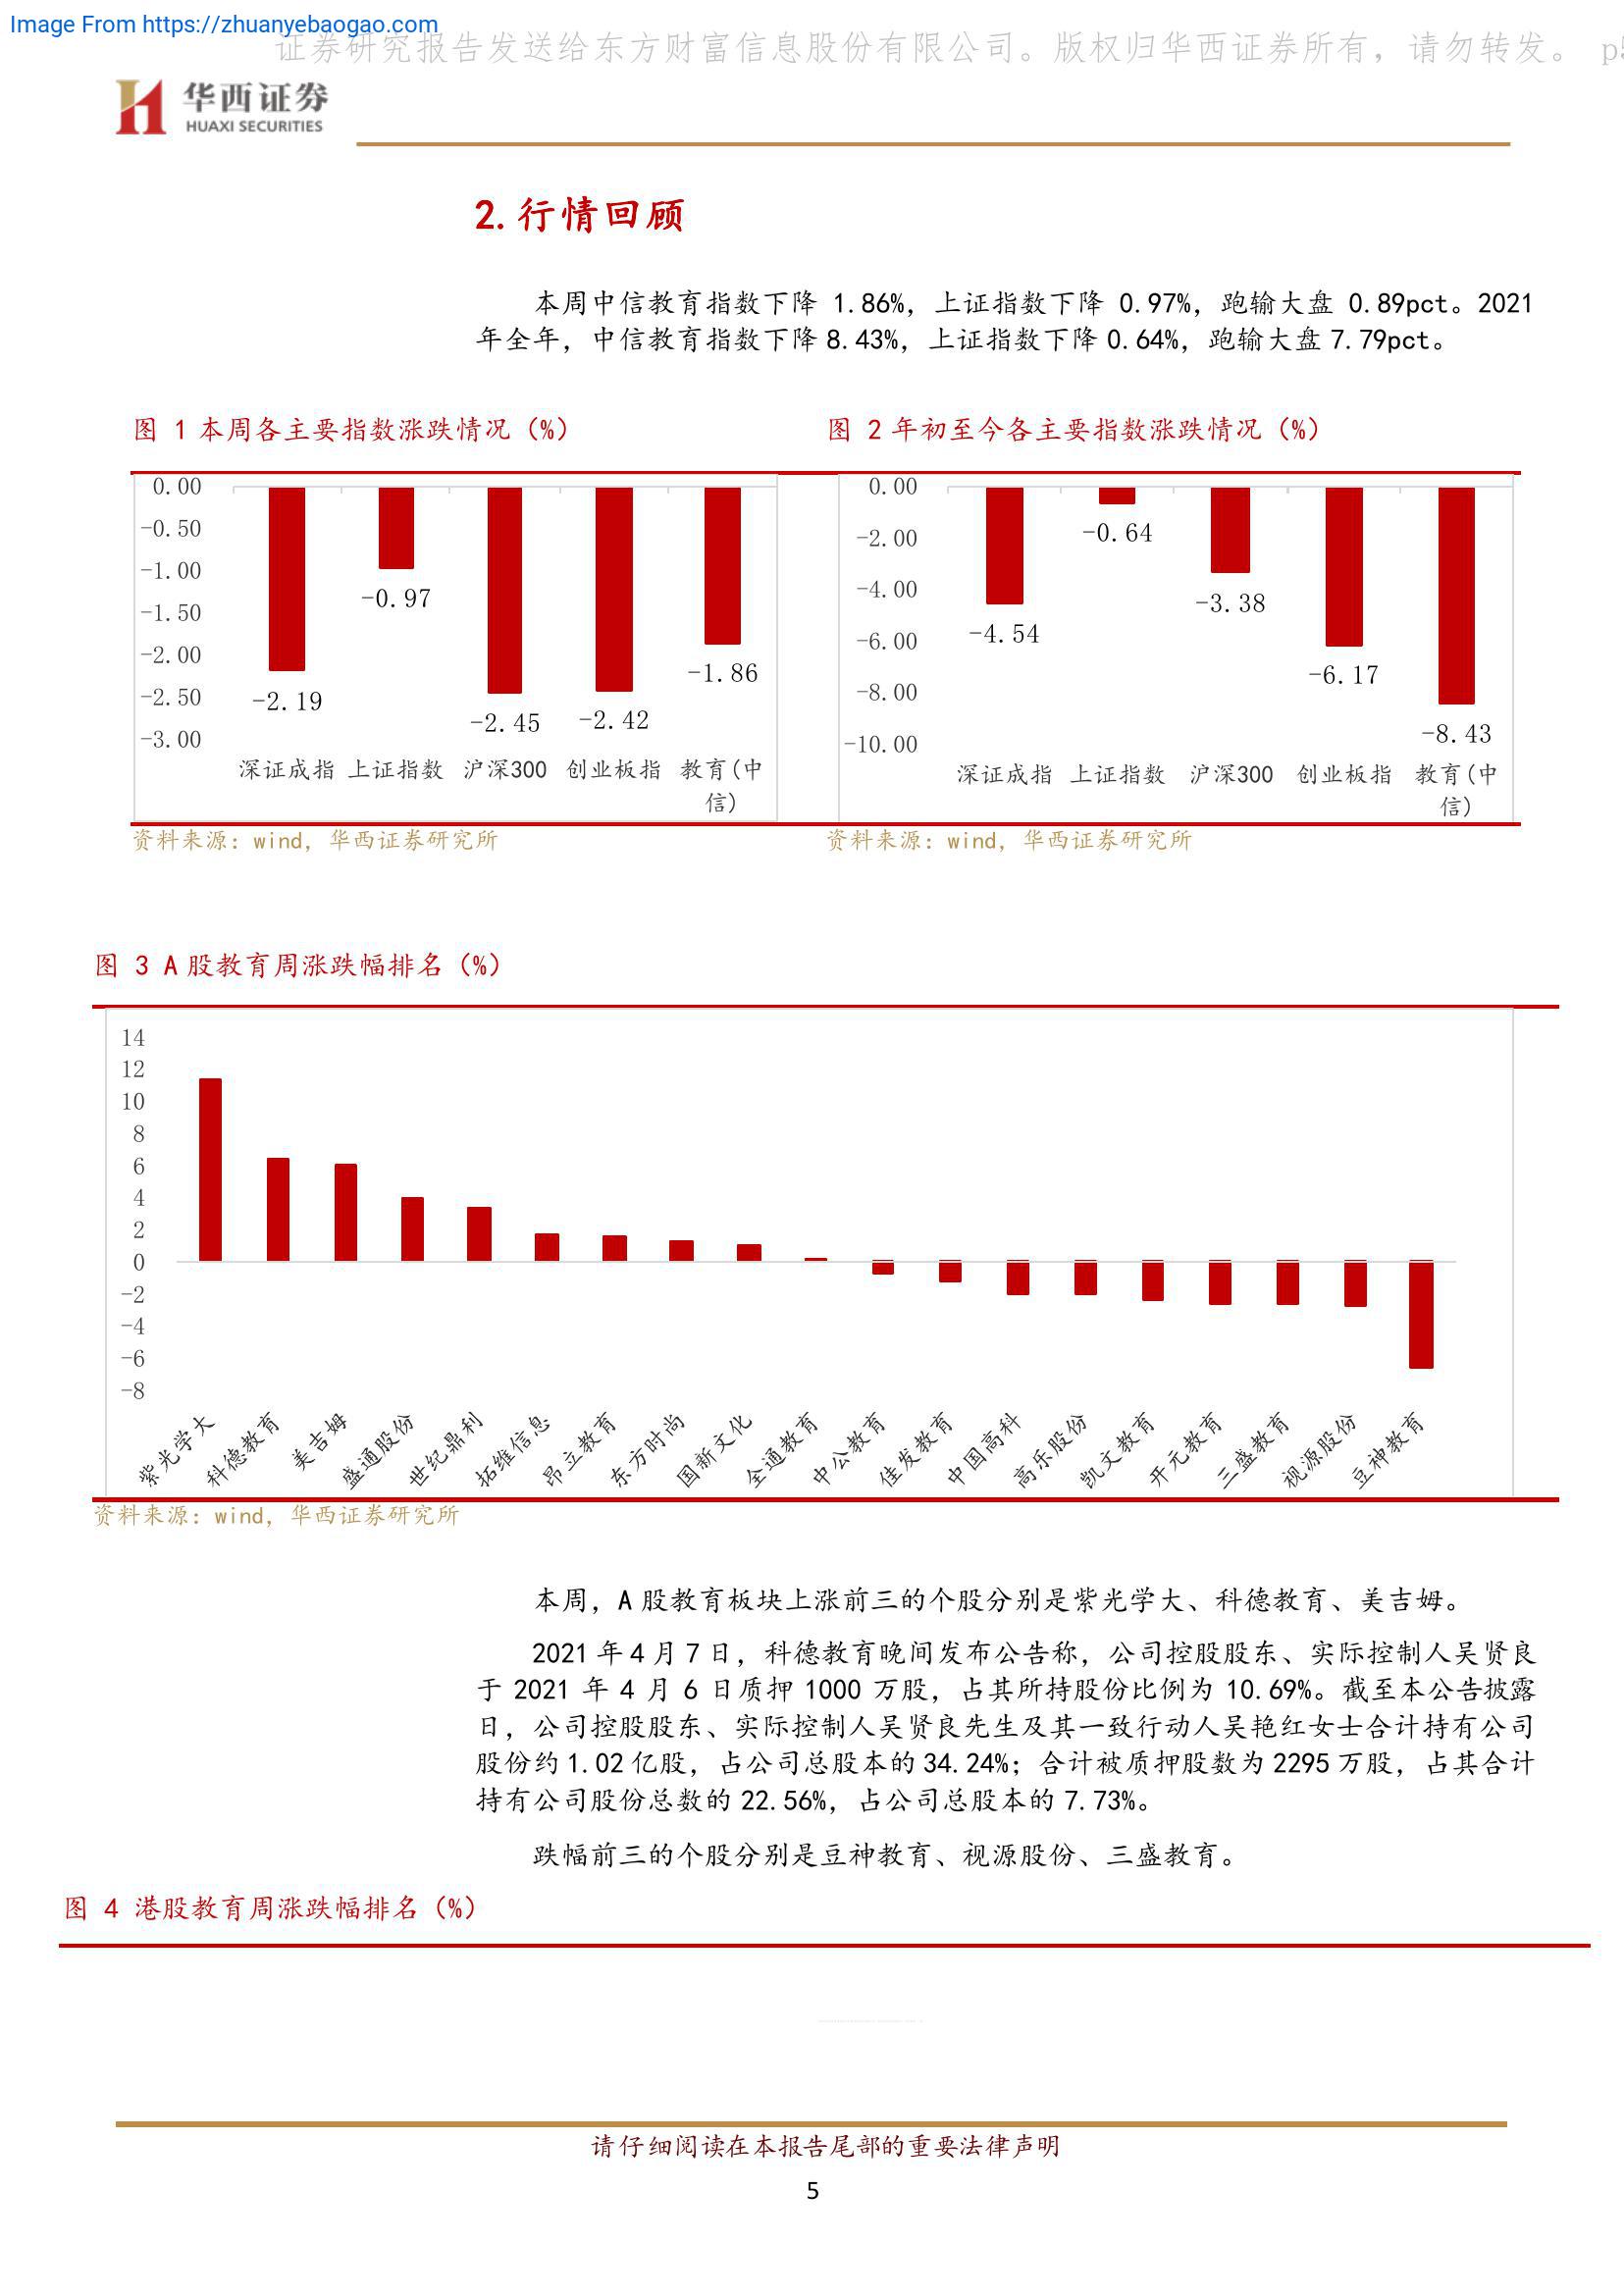 Image From https://zhuanyebaogao.com
证券研究报告发送给东方财富信息股份有限公司。版权归华西证券所有，请勿转发。 p5
华西证券
HUAXI SECURITIES
2. 行情回顾
本周中信教育指数下降 1.86%，上证指数下降 0.97%，跑输大盘 0.89pct。2021
年全年，中信教育指数下降 8.43%，上证指数下降 0.64%，跑输大盘 7.79pct。
图 1 本周各主要指数涨跌情况（%）
0.00
-0.50
-1.00
-1.50
-2.00
-2.50
-3.00
-2.19
-0.97
-2.45
-2.42
-1.86
深证成指 上证指数 沪深300 创业板指 教育(中
信)
资料来源：wind，华西证券研究所
图 2 年初至今各主要指数涨跌情况（%）
0.00
-2.00
-4.00
-6.00
-8.00
-10.00
-4.54
-0.64
-3.38
-6.17
-8.43
深证成指 上证指数 沪深300 创业板指 教育(中
信)
资料来源：wind，华西证券研究所
图 3 A 股教育周涨跌幅排名（%）
14
12
10
8
6
4
2
0
-2
-4
-6
-8
紫光学大
科德教育
美吉姆
盛通股份
世纪鼎利
拓维信息
昂立教育
东方时尚
国新文化
全通教育
中公教育
佳发教育
中国高科
高乐股份
凯文教育
开元教育
三盛教育
视源股份
豆神教育
资料来源：wind，华西证券研究所
本周，A 股教育板块上涨前三的个股分别是紫光学大、科德教育、美吉姆。
2021 年 4 月 7 日，科德教育晚间发布公告称，公司控股股东、实际控制人吴贤良
于 2021 年 4 月 6 日质押 1000 万股，占其所持股份比例为 10.69%。截至本公告披露
日，公司控股股东、实际控制人吴贤良先生及其一致行动人吴艳红女士合计持有公司
股份约 1.02 亿股，占公司总股本的 34.24%；合计被质押股数为 2295 万股，占其合计
持有公司股份总数的 22.56%，占公司总股本的 7.73%。
跌幅前三的个股分别是豆神教育、视源股份、三盛教育。
图 4 港股教育周涨跌幅排名（%）
请仔细阅读在本报告尾部的重要法律声明
5